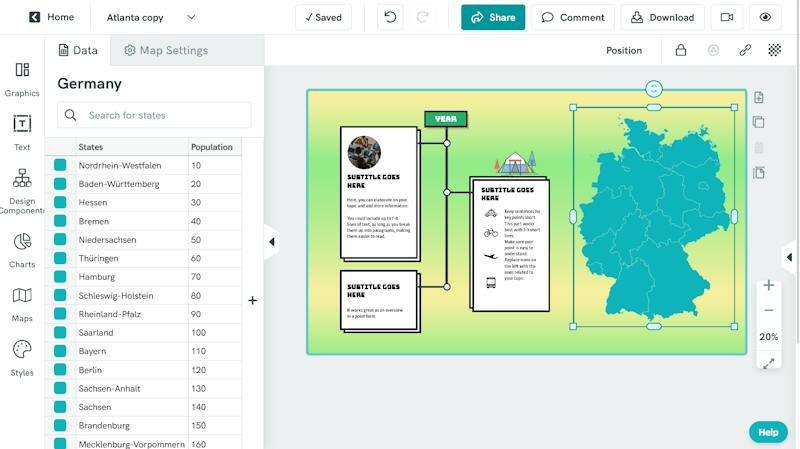 Home
Atlanta copy
✓ Saved
Share
Comment
Download
Data
Map Settings
Position
Graphics
Text
Design
Components
Charts
Maps
Styles
Germany
Search for states
States Population
Nordrhein-Westfalen 10
Baden-Württemberg 20
Hessen 30
Bremen 40
Niedersachsen 50
Thüringen 60
Hamburg 70
Schleswig-Holstein 80
Rheinland-Pfalz 90
Saarland 100
Bayern 110
Berlin 120
Sachsen-Anhalt 130
Sachsen 140
Brandenburg 150
Mecklenburg-Vorpommern 160
YEAR
SUBTITLE GOES
HERE
Here, you can elaborate on your
topic and add more information.
You could include up to 7-8
lines of text, as long as you break
them up into paragraphs, making
them easier to read.
SUBTITLE GOES
HERE
It works great as an overview
in a point form.
SUBTITLE GOES
HERE
Keep sentences for
key points short.
This part works
best with 2-3 short
lines.
Make sure your
point is easy to
understand.
Replace icons on
the left with the
ones related to
your topic.
20%
Help